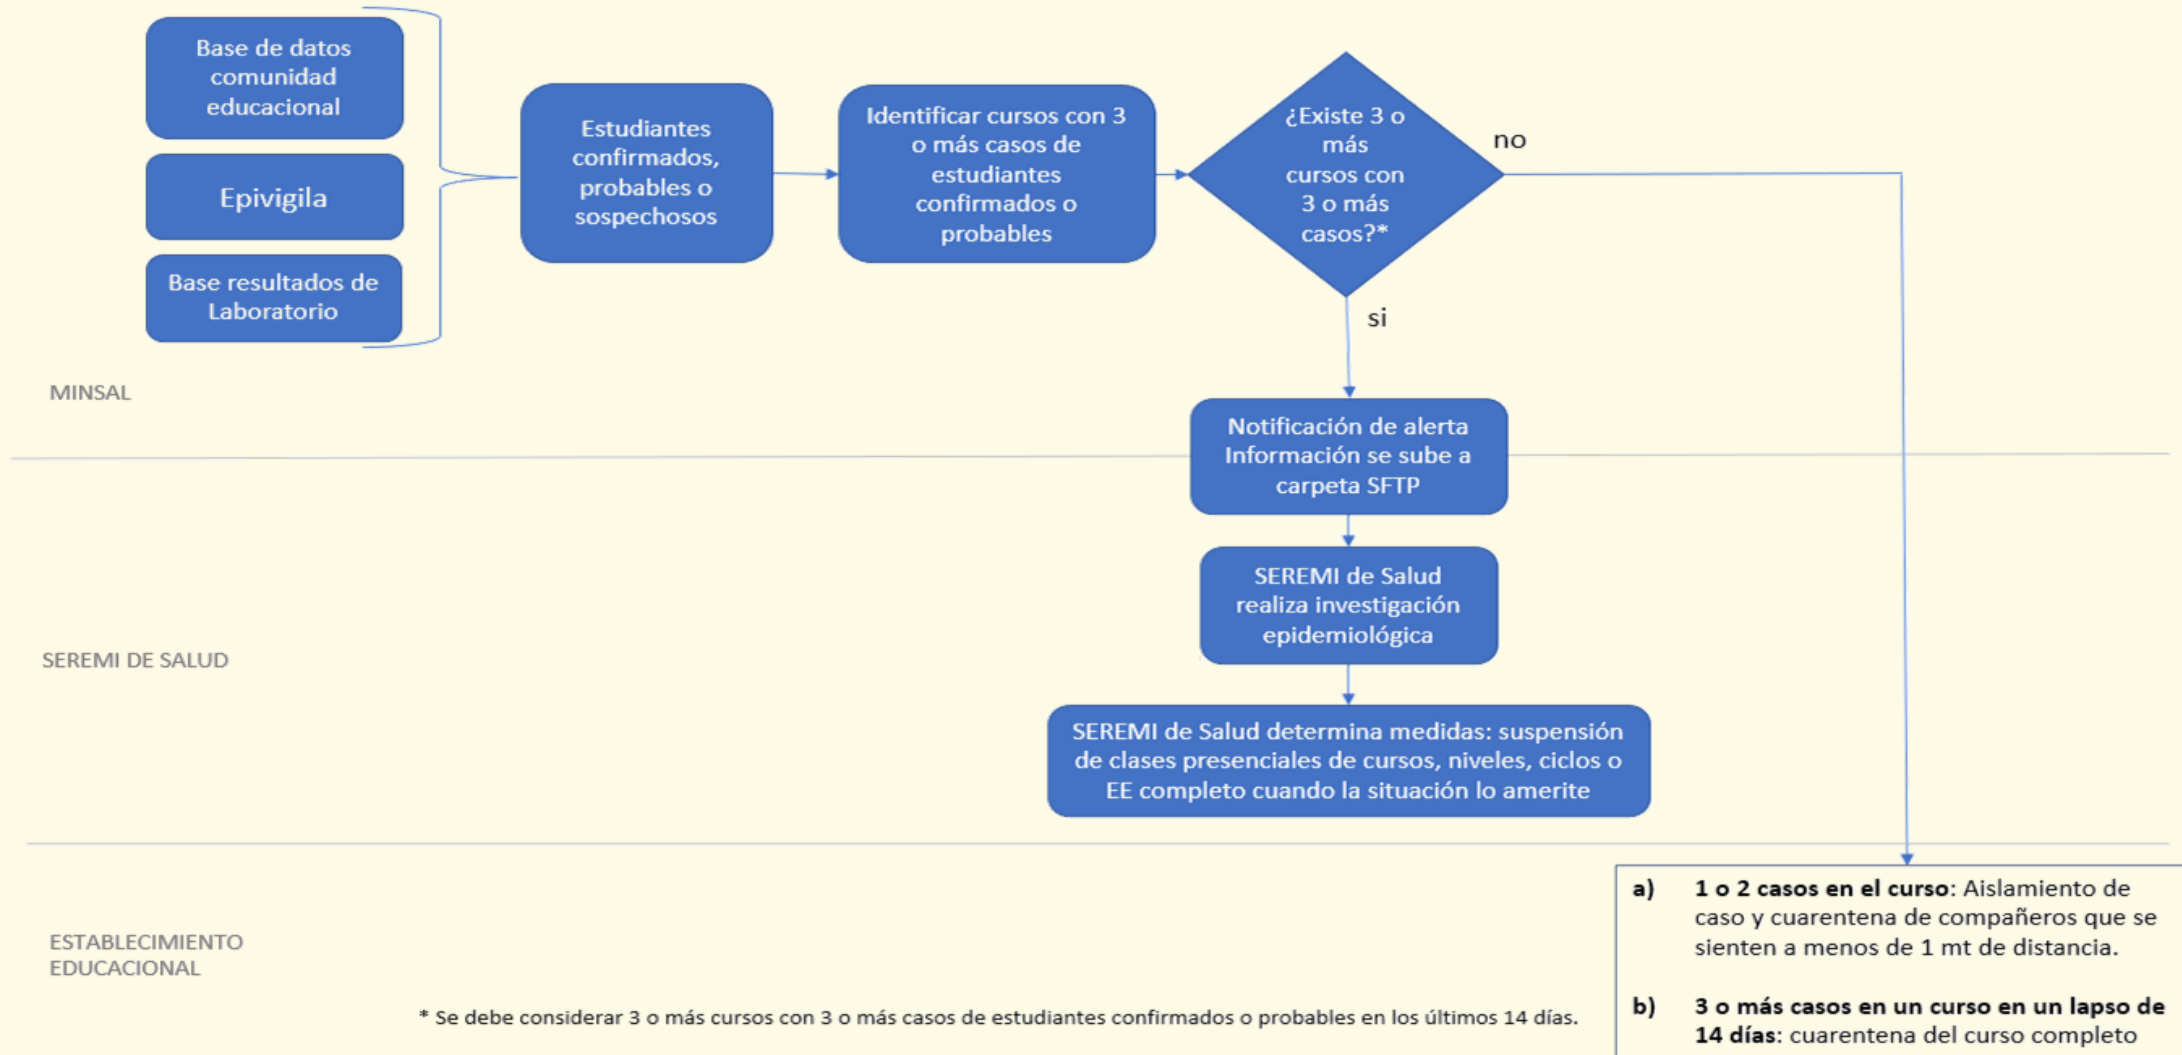 Base de datos
comunidad
educacional
Epivigila
Base resultados de
Laboratorio
Estudiantes
confirmados,
probables o
sospechosos
Identificar cursos con 3
o más casos de
estudiantes
confirmados o
probables
¿Existe 3 o
más
cursos con
3 o más
casos?*
no
si
MINSAL
Notificación de alerta
Información se sube a
carpeta SFTP
SEREMI de Salud
realiza investigación
epidemiológica
SEREMI DE SALUD
SEREMI de Salud determina medidas: suspensión
de clases presenciales de cursos, niveles, ciclos o
EE completo cuando la situación lo amerite
ESTABLECIMIENTO
EDUCACIONAL
a) 1 o 2 casos en el curso: Aislamiento de
caso y cuarentena de compañeros que se
sienten a menos de 1 mt de distancia.
b) 3 o más casos en un curso en un lapso de
14 días: cuarentena del curso completo
* Se debe considerar 3 o más cursos con 3 o más casos de estudiantes confirmados o probables en los últimos 14 días.